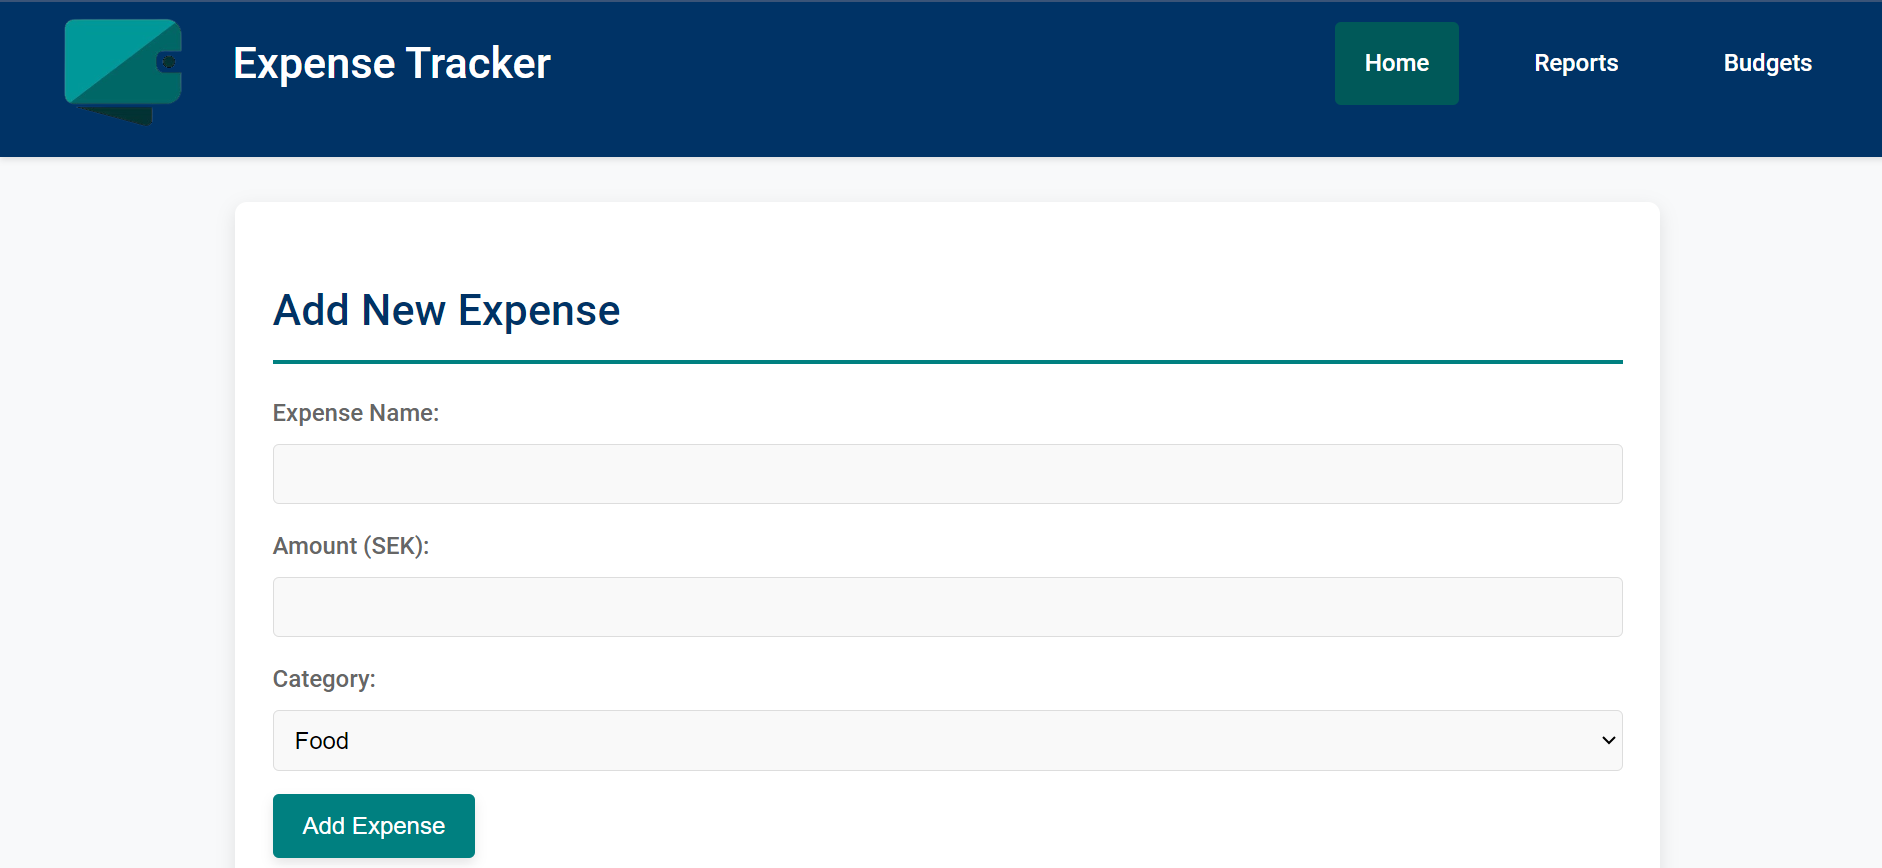 Expense Tracker
Home
Reports
Budgets
Add New Expense
Expense Name:
Amount (SEK):
Category:
Food
Add Expense